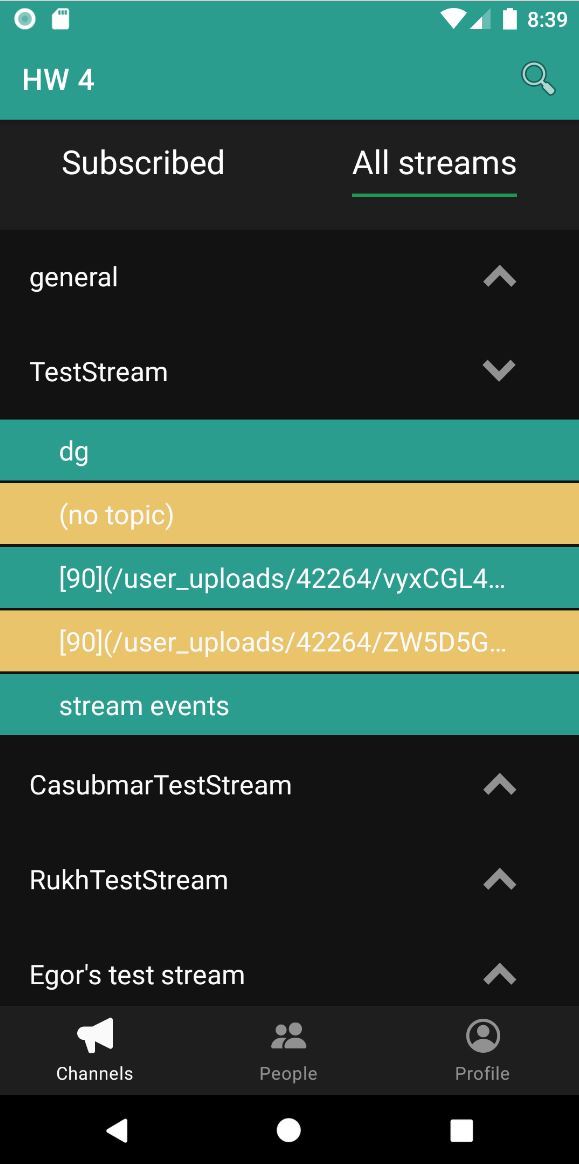 8:39
HW 4
Subscribed
All streams
general
TestStream
dg
(no topic)
[90](/user_uploads/42264/vyxCGL4...
[90](/user_uploads/42264/ZW5D5G...
stream events
CasubmarTestStream
RukhTestStream
Egor's test stream
Channels
People
Profile